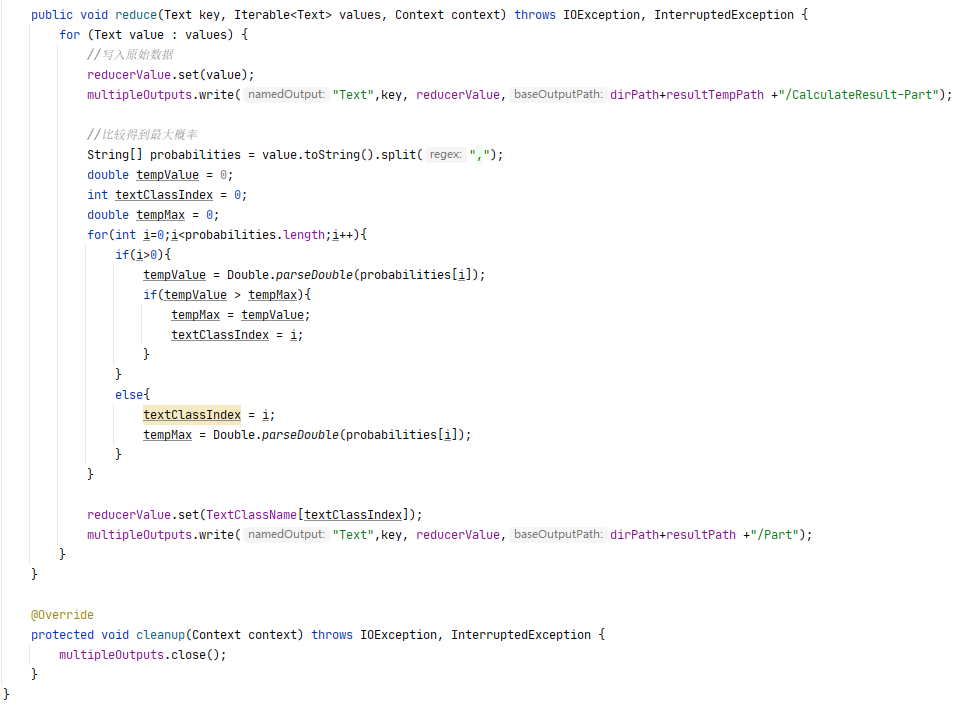 public void reduce(Text key, Iterable<Text> values, Context context) throws IOException, InterruptedException {
for (Text value : values) {
//写入原始数据
reducerValue.set(value);
multipleOutputs.write( namedOutput: "Text",key, reducerValue, baseOutputPath: dirPath+resultTempPath +"/CalculateResult-Part");
//比较得到最大概率
String[] probabilities = value.toString().split( regex: ",");
double tempValue = 0;
int textClassIndex = 0;
double tempMax = 0;
for(int i=0;i<probabilities.length;i++){
if(i>0){
tempValue = Double.parseDouble(probabilities[i]);
if(tempValue > tempMax){
tempMax = tempValue;
textClassIndex = i;
}
}
else{
textClassIndex = i;
tempMax = Double.parseDouble(probabilities[i]);
}
}
reducerValue.set(TextClassName[textClassIndex]);
multipleOutputs.write( namedOutput: "Text",key, reducerValue, baseOutputPath: dirPath+resultPath +"/Part");
}
}
@Override
protected void cleanup(Context context) throws IOException, InterruptedException {
multipleOutputs.close();
}
}